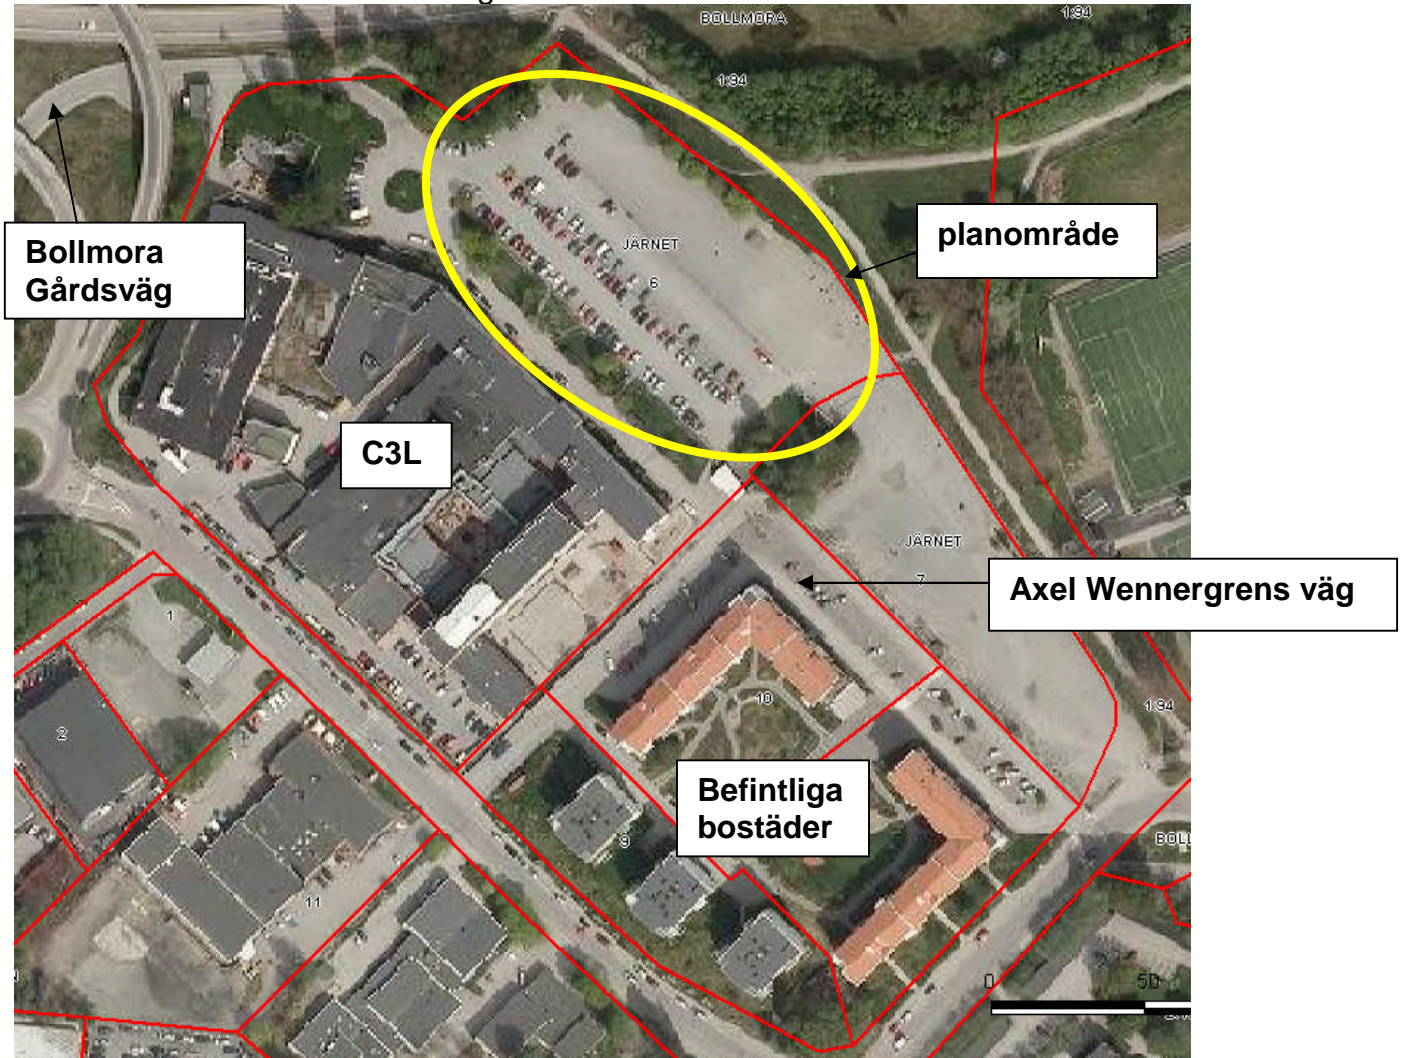 BOLLMORA
1:94
1:94
Bollmora
Gårdsväg
planområde
JÄRNET
6
C3L
JÄRNET
7
Axel Wennergrens väg
1
2
10
1:94
Befintliga
bostäder
9
BOLL
11
0
50